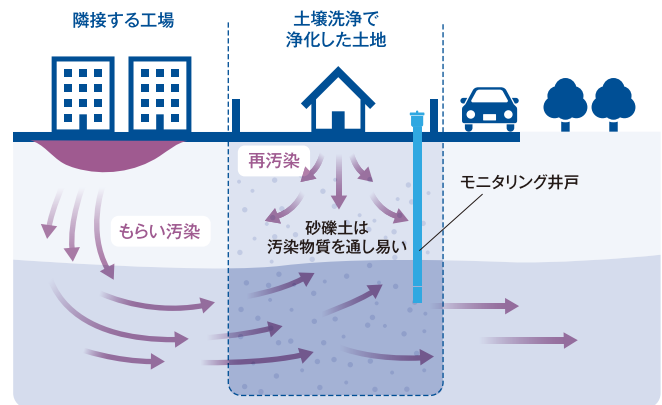 隣接する工場
土壌洗浄で
浄化した土地
再汚染
もらい汚染
砂礫土は
汚染物質を通し易い
モニタリング井戸